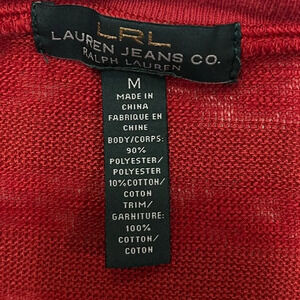 LRL
LAUREN JEANS CO.
RALPH LAUREN
M
MADE IN
CHINA
FABRIQUE EN
CHINE
BODY/CORPS:
90%
POLYESTER/
POLYESTER
10%COTTON/
COTON
TRIM/
GARNITURE:
100%
COTTON/
COTON